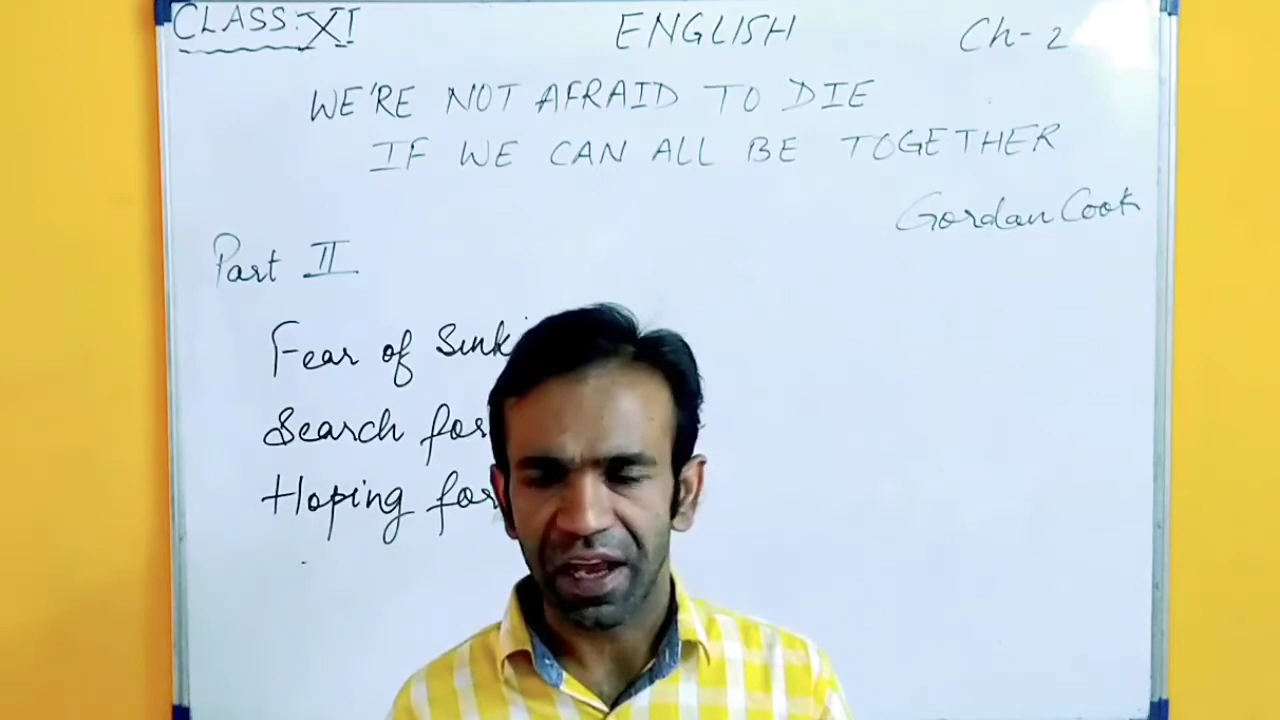 CLASS: XI
ENGLISH
Ch-2
WE'RE NOT AFRAID TO DIE
IF WE CAN ALL BE TOGETHER
Gordan Cook
Part II
Fear of
Search for
Hoping for